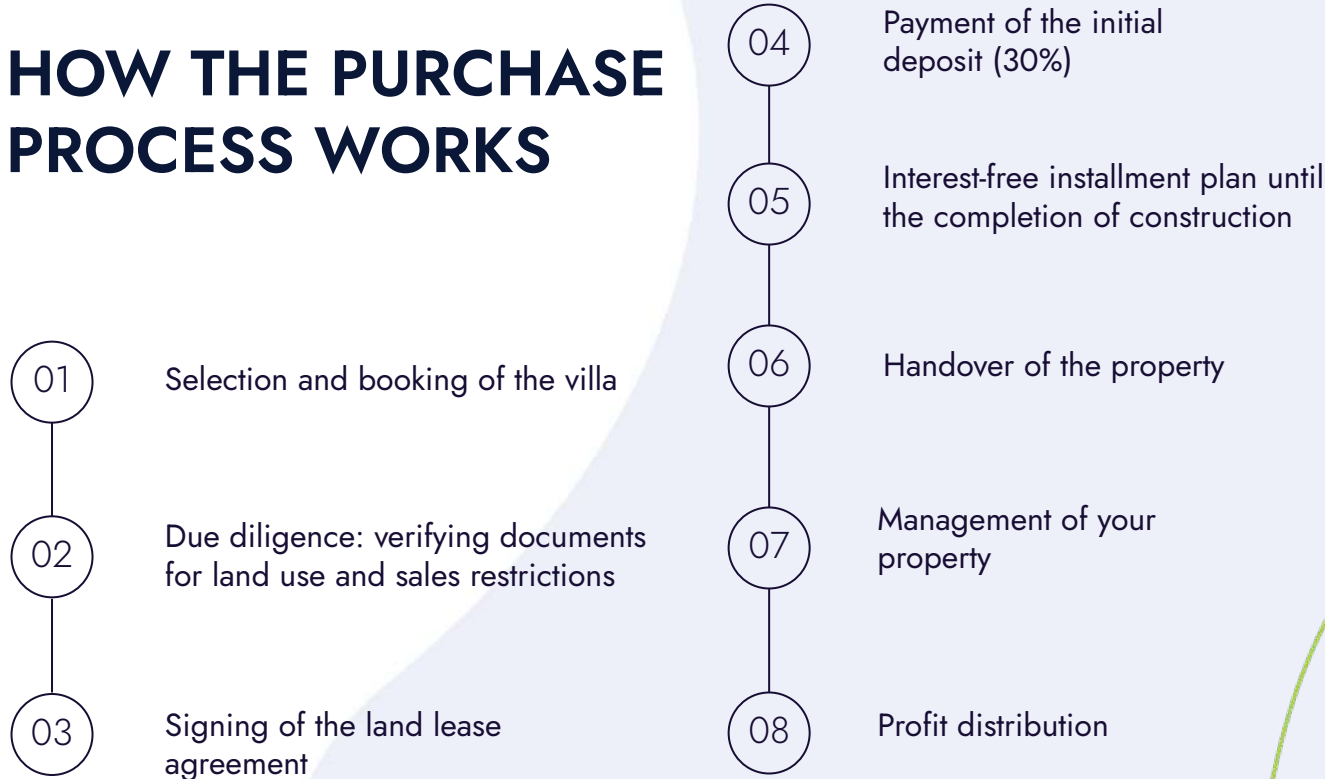 HOW THE PURCHASE
PROCESS WORKS
01
Selection and booking of the villa
02
Due diligence: verifying documents
for land use and sales restrictions
03
Signing of the land lease
agreement
04
Payment of the initial
deposit (30%)
05
Interest-free installment plan until
the completion of construction
06
Handover of the property
07
Management of your
property
08
Profit distribution